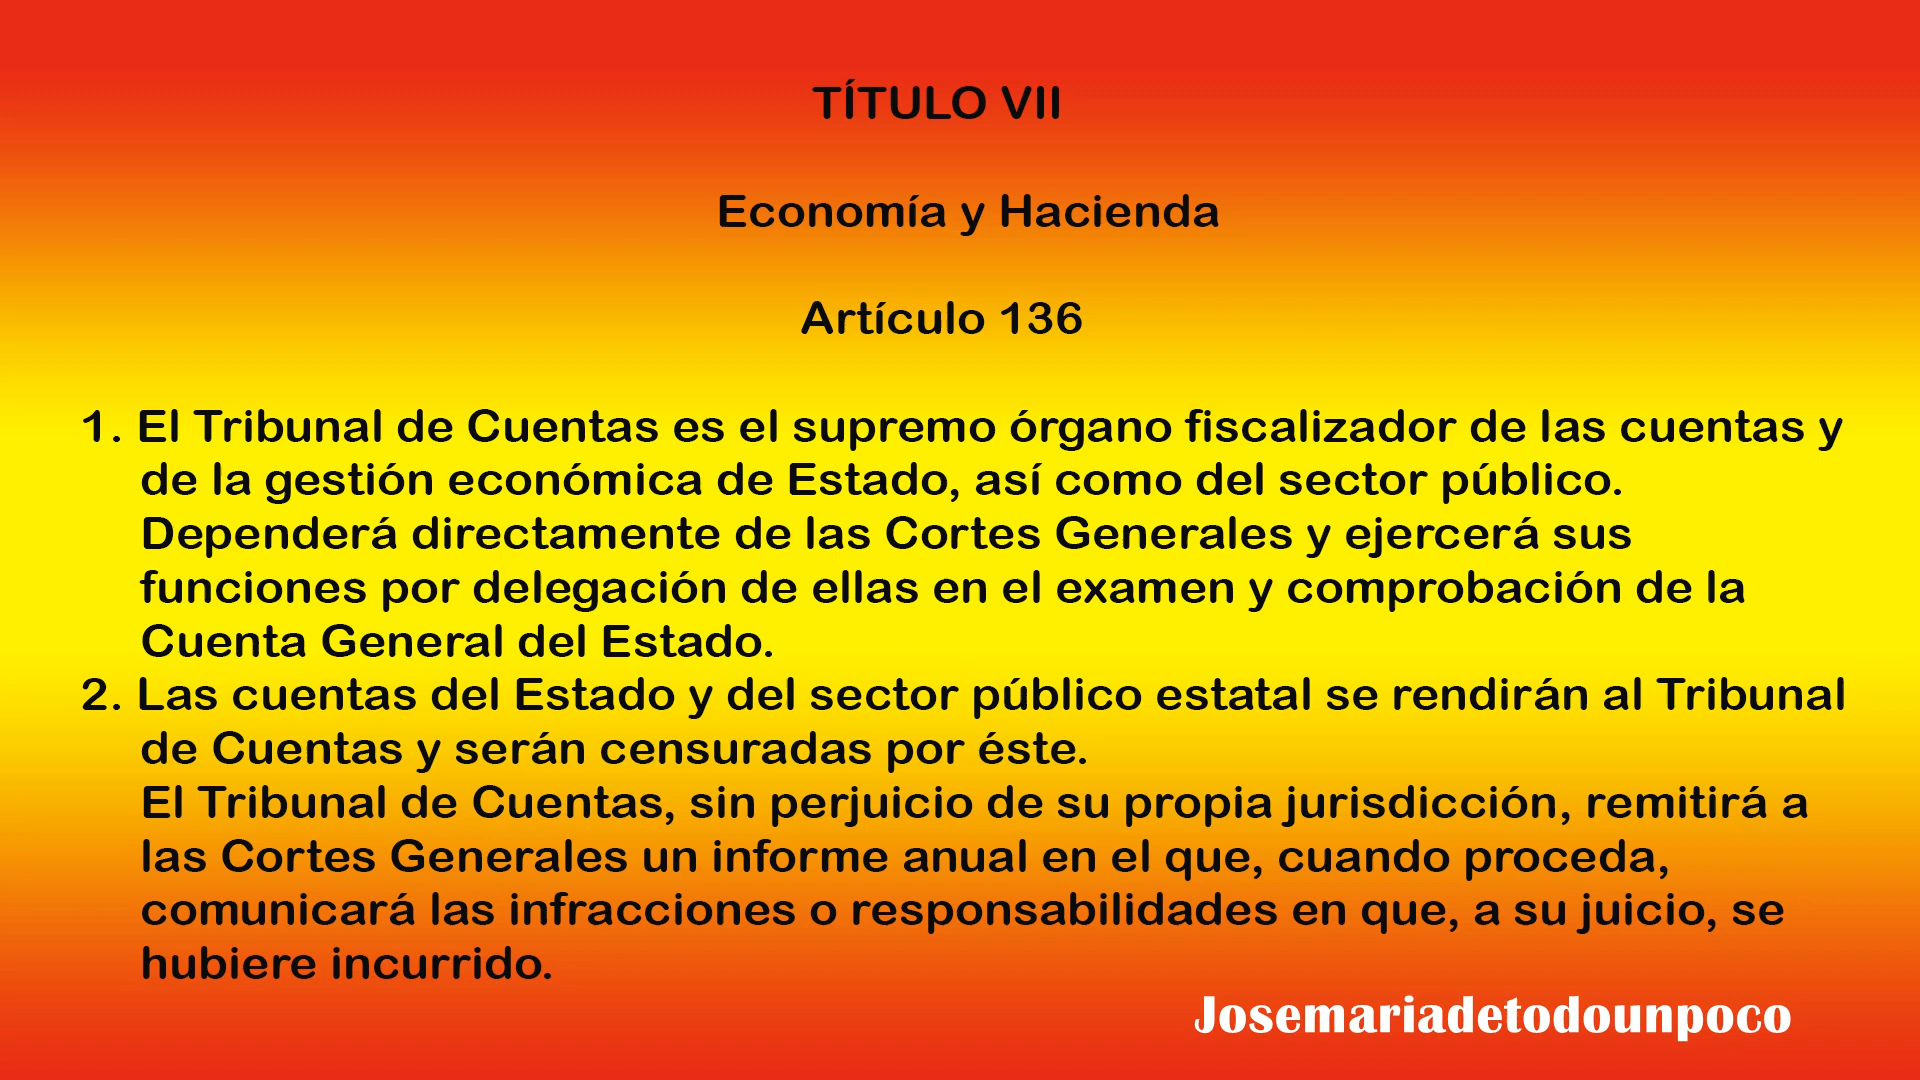 TÍTULO VII
Economía y Hacienda
Artículo 136
1. El Tribunal de Cuentas es el supremo órgano fiscalizador de las cuentas y
de la gestión económica de Estado, así como del sector público.
Dependerá directamente de las Cortes Generales y ejercerá sus
funciones por delegación de ellas en el examen y comprobación de la
Cuenta General del Estado.
2. Las cuentas del Estado y del sector público estatal se rendirán al Tribunal
de Cuentas y serán censuradas por éste.
El Tribunal de Cuentas, sin perjuicio de su propia jurisdicción, remitirá a
las Cortes Generales un informe anual en el que, cuando proceda,
comunicará las infracciones o responsabilidades en que, a su juicio, se
hubiere incurrido.
Josemariadetodounpoco